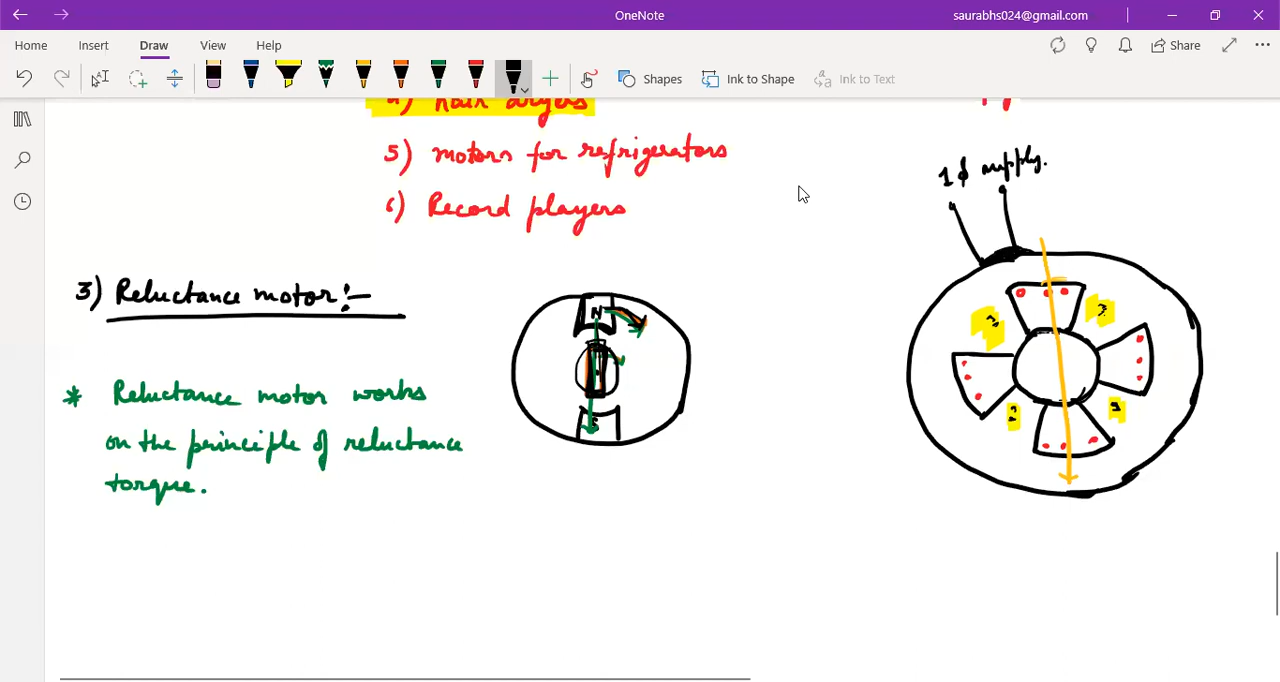 OneNote
saurabhs024@gmail.com
Home Insert Draw View Help
Share
Shapes
Ink to Shape
Ink to Text
5) motors for refrigerators
6) Record players
1ϕ supply.
3) Reluctance motor:-
N
S
* Reluctance motor works
on the principle of reluctance
torque.